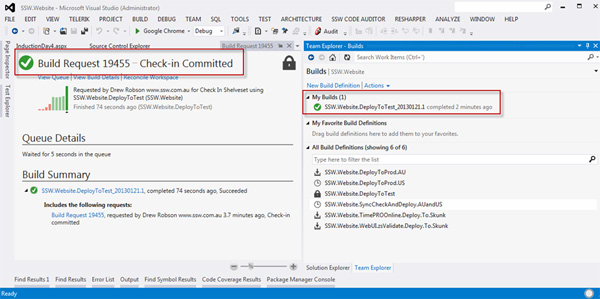 SSW.Website - Microsoft Visual Studio (Administrator)
FILE EDIT VIEW TELERIK PROJECT BUILD DEBUG TEAM SQL TOOLS TEST ARCHITECTURE SSW CODE AUDITOR RESHARPER ANALYZE WINDOW HELP
Google Chrome Debug
Page Inspector
Test Explorer
InductionDev4.aspx Source Control Explorer Build Request 19455
Build Request 19455 - Check-in Committed
View Queue | View Build Details | Reconcile Workspace
Requested by Drew Robson www.ssw.com.au for Check In Shelveset using
SSW.Website.DeployToTest (SSW.Website)
Finished 74 seconds ago (SSW.Website)
Queue Details
Waited for 5 seconds in the queue
Build Summary
SSW.Website.DeployToTest_20130121.1, completed 74 seconds ago, Succeeded
Includes the following requests:
Build Request 19455, requested by Drew Robson www.ssw.com.au 3.7 minutes ago, Check-in
committed
Team Explorer - Builds
Search Work Items (Ctrl+')
Builds | SSW.Website
New Build Definition | Actions
My Builds (1)
SSW.Website.DeployToTest_20130121.1 completed 2 minutes ago
My Favorite Build Definitions
Drag build definitions here to add them to your favorites.
All Build Definitions (showing 6 of 6)
Type here to filter the list
SSW.Website.DeployToProd.AU
SSW.Website.DeployToProd.US
SSW.Website.DeployToTest
SSW.Website.SyncCheckAndDeploy.AUandUS
SSW.Website.TimePROOnline.Deploy.To.Skunk
SSW.Website.WebUI.zsValidate.Deploy.To.Skunk
Solution Explorer Team Explorer
Find Results 1 Find Results 2 Error List Output Find Symbol Results Code Coverage Results Package Manager Console
Ready